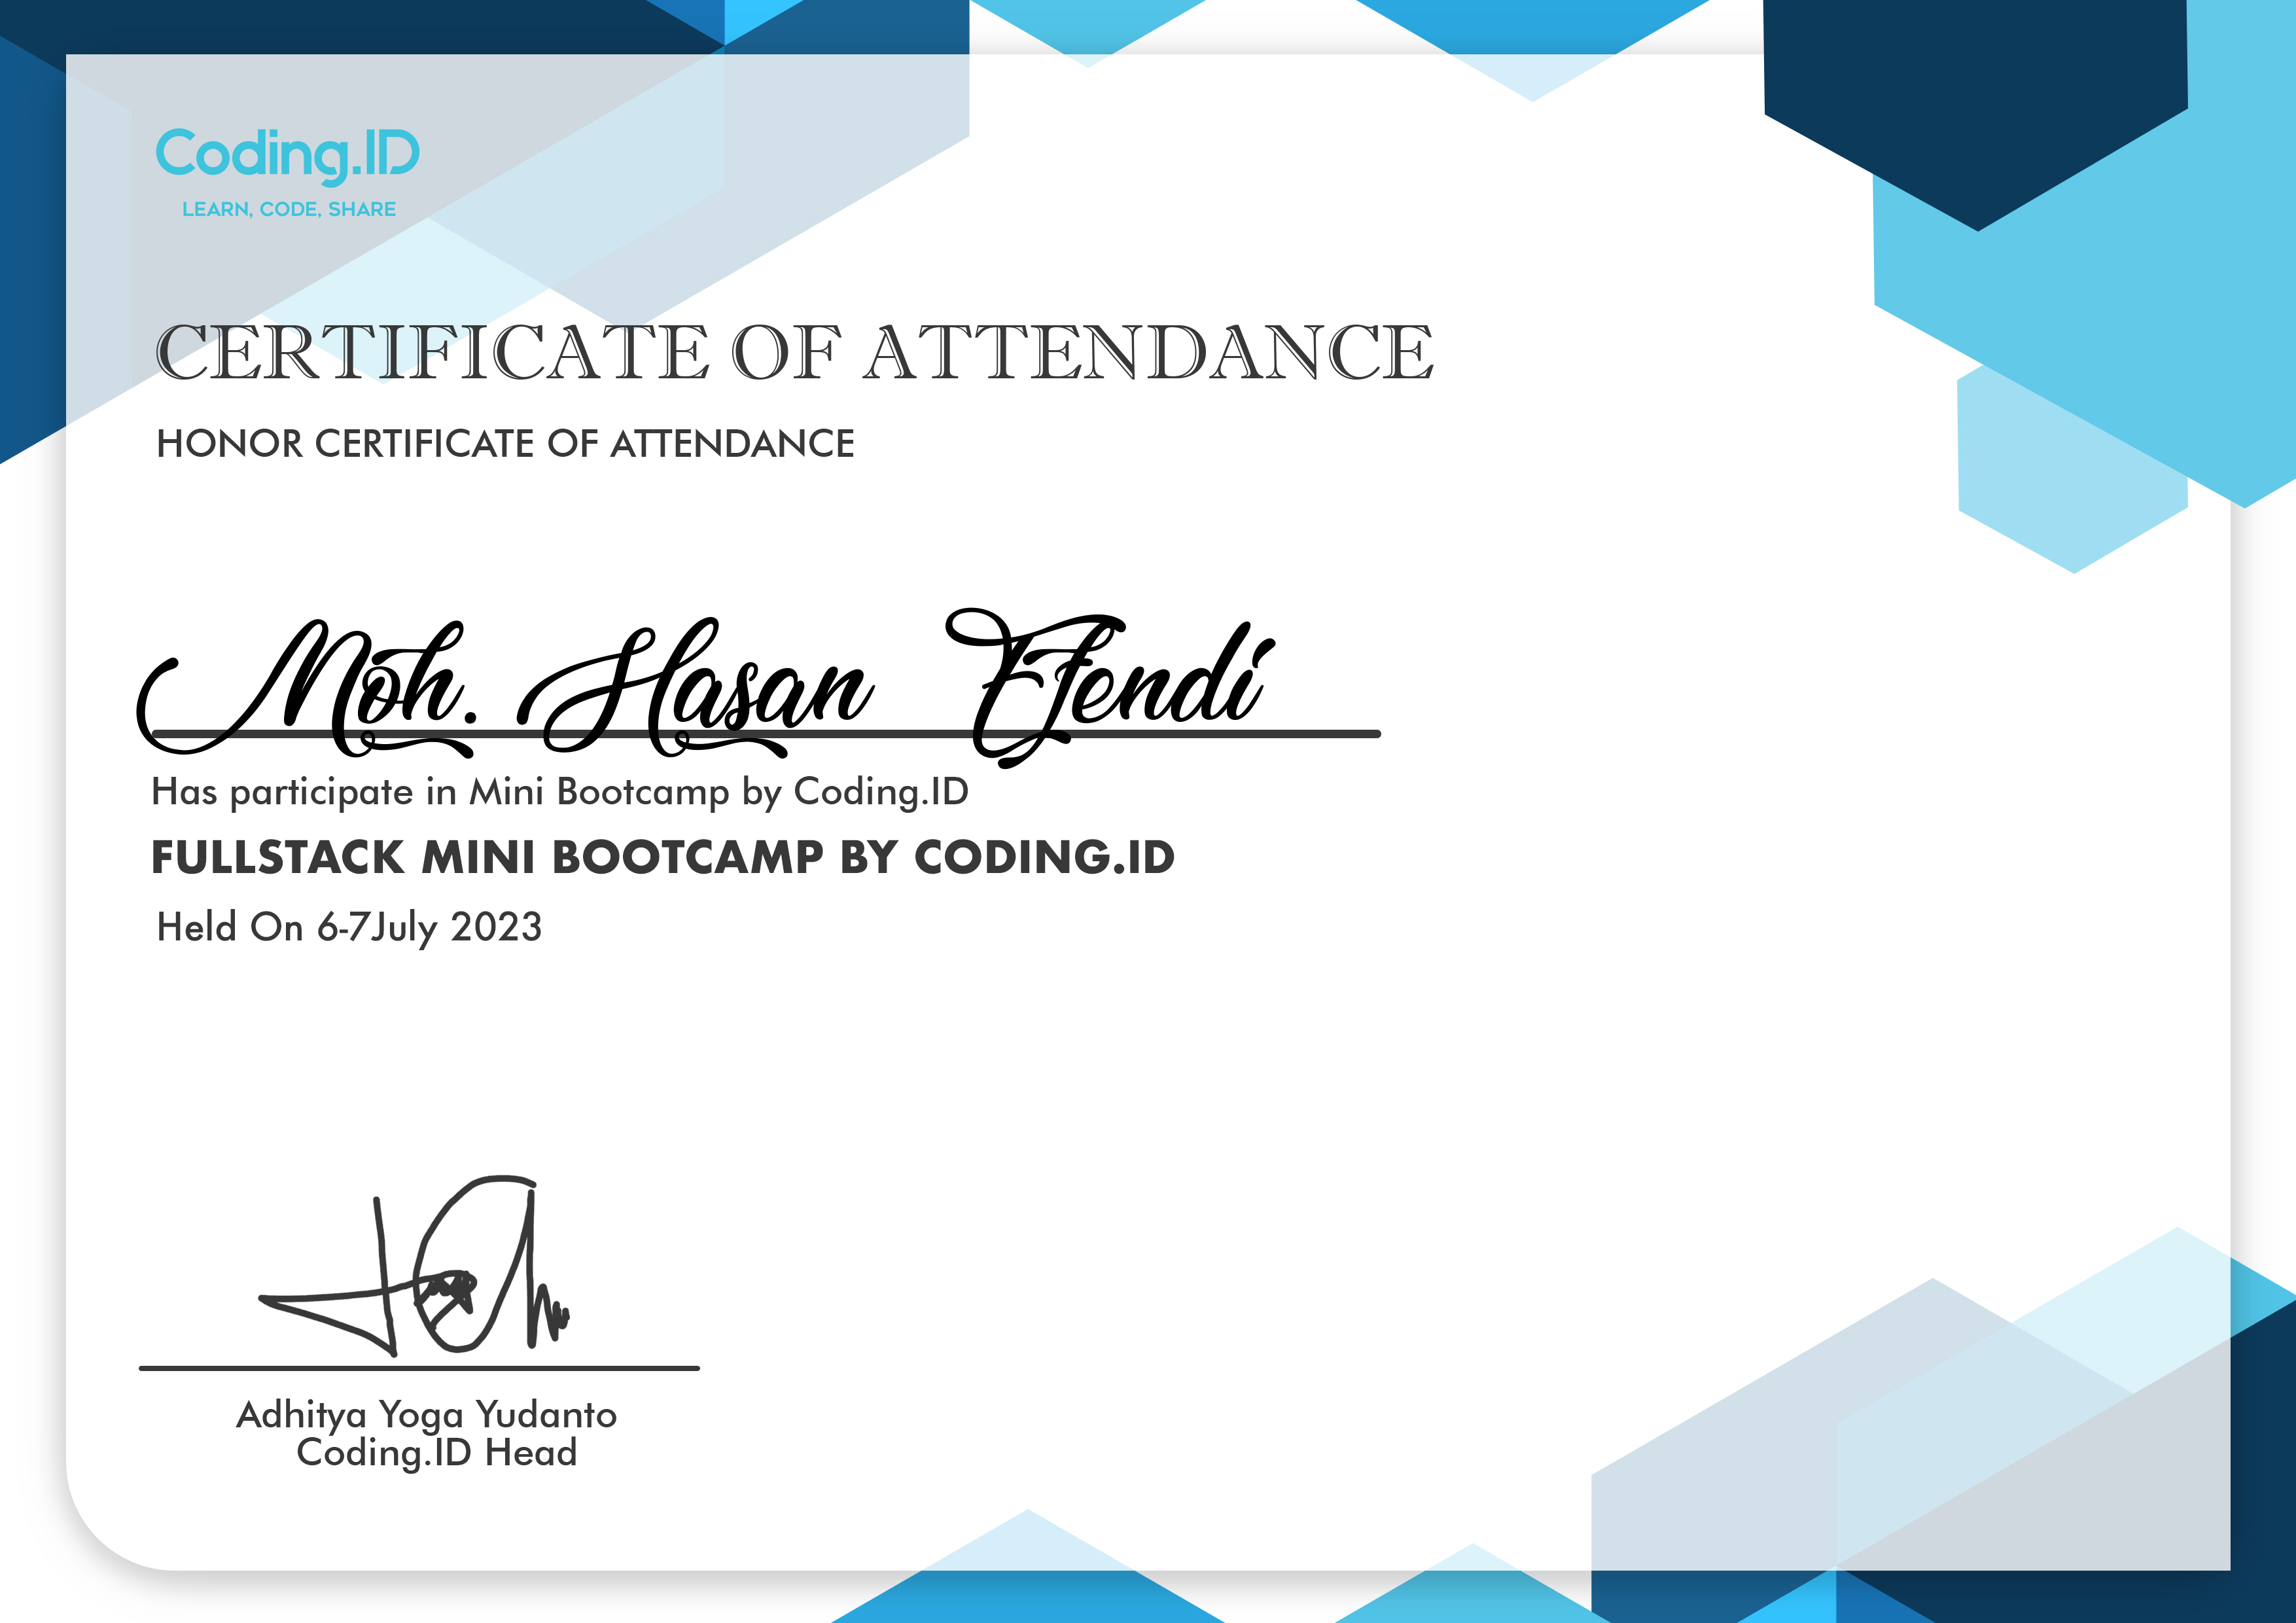 Coding.ID
LEARN, CODE, SHARE
CERTIFICATE OF ATTENDANCE
HONOR CERTIFICATE OF ATTENDANCE
Moh. Hasan Efendi
Has participate in Mini Bootcamp by Coding.ID
FULLSTACK MINI BOOTCAMP BY CODING.ID
Held On 6-7July 2023
Adhitya Yoga Yudanto
Coding.ID Head